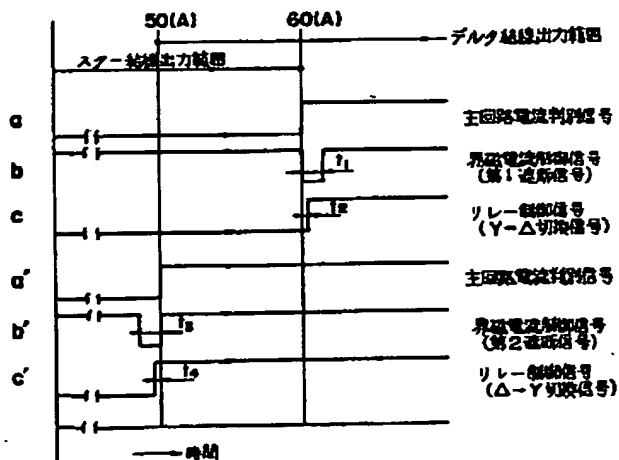 50(A) 60(A)
デルタ結線出力範囲
スター結線出力範囲
a 主回路電流判別信号
b t1 界磁電流制御信号
(第1遮断信号)
c t2 リレー制御信号
(Y−△切換信号)
a' 主回路電流判別信号
b' t3 界磁電流制御信号
(第2遮断信号)
c' t4 リレー制御信号
(△−Y切換信号)
時間